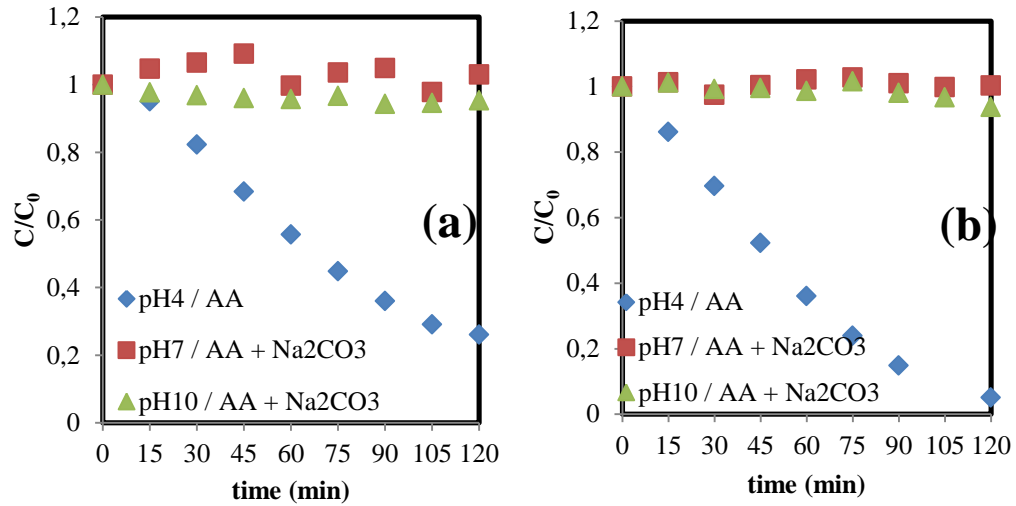 1,2
1
0,8
0,6
0,4
0,2
0
C/C0
(a)
pH4 / AA
pH7 / AA + Na2CO3
pH10 / AA + Na2CO3
0 15 30 45 60 75 90 105 120
time (min)
1,2
1
0,8
0,6
0,4
0,2
0
C/C0
(b)
pH4 / AA
pH7 / AA + Na2CO3
pH10 / AA + Na2CO3
0 15 30 45 60 75 90 105 120
time (min)